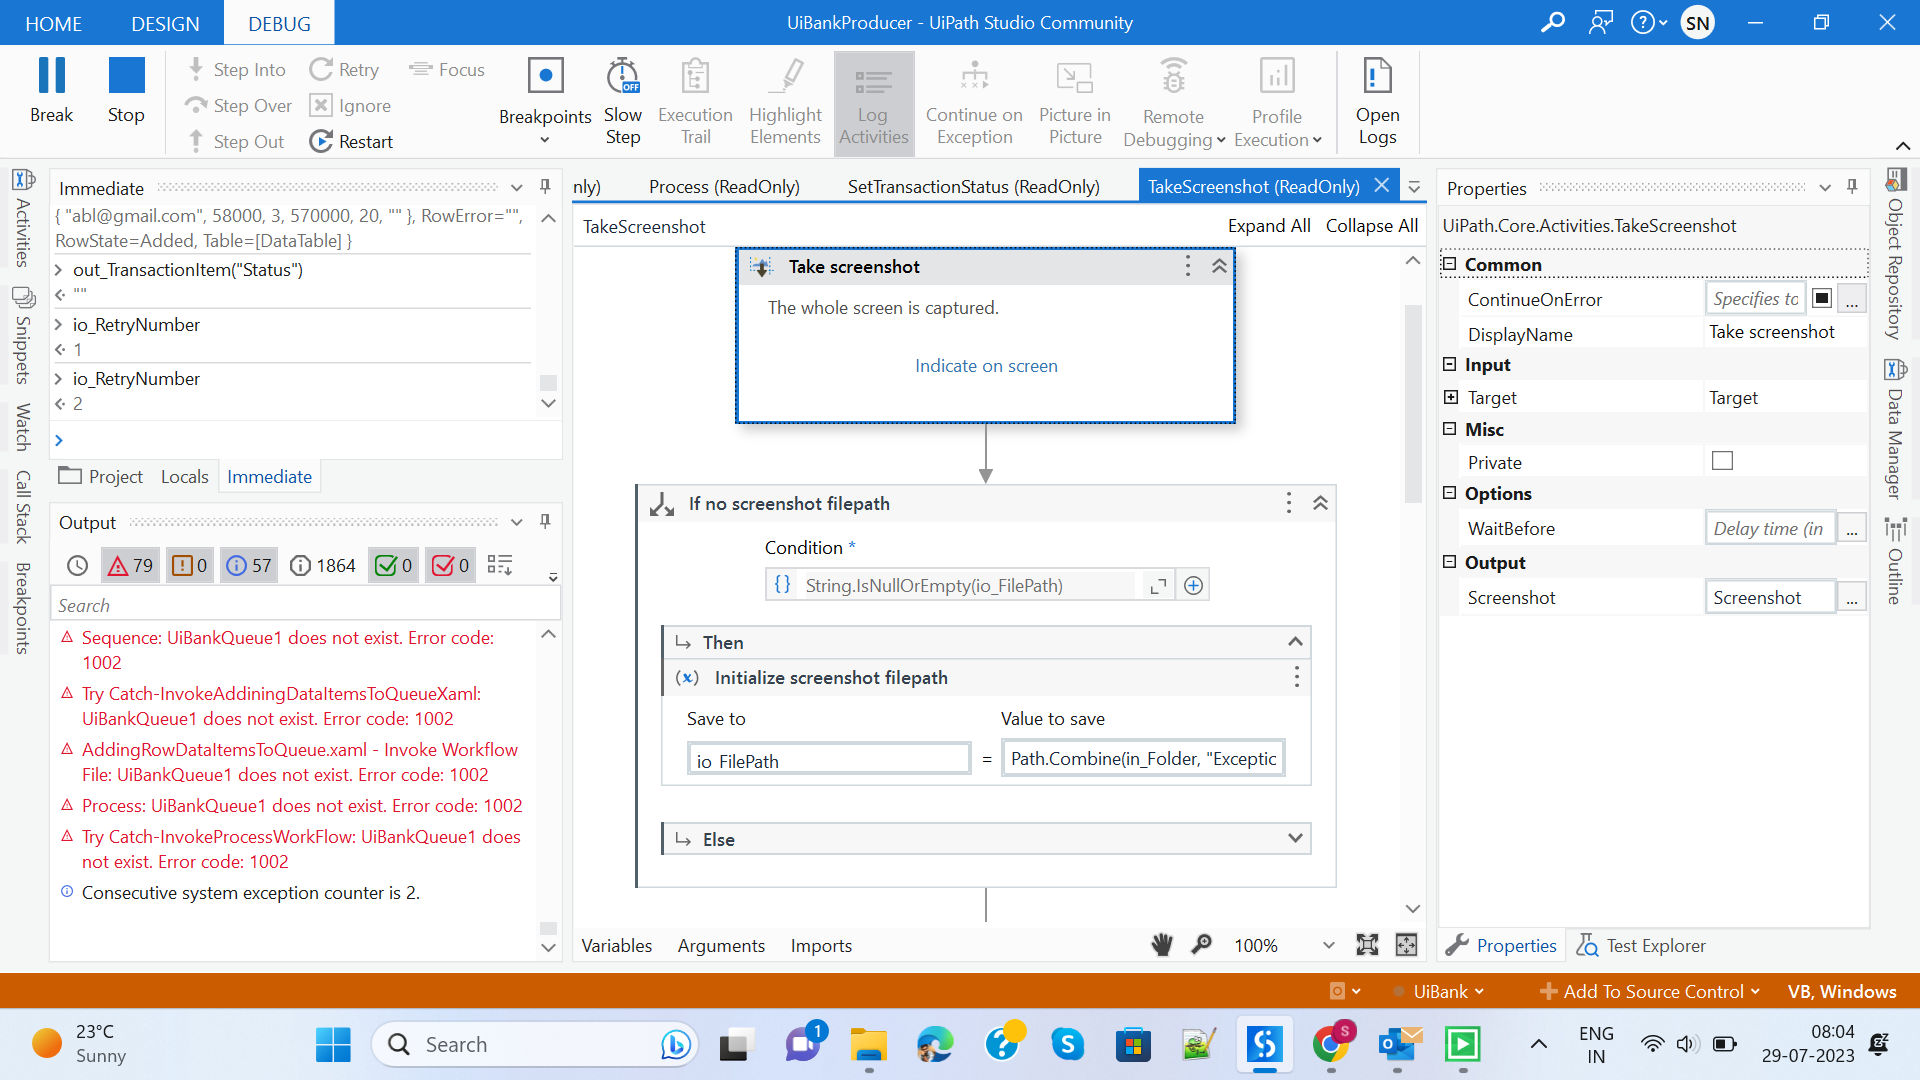 HOME DESIGN DEBUG
UiBankProducer - UiPath Studio Community
SN
Break
Stop
Step Into
Step Over
Step Out
Retry
Ignore
Restart
Focus
Breakpoints
Slow
Step
OFF
Execution
Trail
Highlight
Elements
Log
Activities
Continue on
Exception
Picture in
Picture
Remote
Debugging
Profile
Execution
Open
Logs
Activities
Snippets
Watch
Call Stack
Breakpoints
Immediate
{ "abl@gmail.com", 58000, 3, 570000, 20, "" }, RowError="",
RowState=Added, Table=[DataTable] }
out_TransactionItem("Status")
""
io_RetryNumber
1
io_RetryNumber
2
Project Locals Immediate
Output
79 0 57 1864 0 0
Search
Sequence: UiBankQueue1 does not exist. Error code:
1002
Try Catch-InvokeAddiningDataItemsToQueueXaml:
UiBankQueue1 does not exist. Error code: 1002
AddingRowDataItemsToQueue.xaml - Invoke Workflow
File: UiBankQueue1 does not exist. Error code: 1002
Process: UiBankQueue1 does not exist. Error code: 1002
Try Catch-InvokeProcessWorkFlow: UiBankQueue1 does
not exist. Error code: 1002
Consecutive system exception counter is 2.
nly) Process (ReadOnly) SetTransactionStatus (ReadOnly) TakeScreenshot (ReadOnly)
TakeScreenshot Expand All Collapse All
Take screenshot
The whole screen is captured.
Indicate on screen
If no screenshot filepath
Condition *
{} String.IsNullOrEmpty(io_FilePath)
Then
(x) Initialize screenshot filepath
Save to Value to save
io_FilePath = Path.Combine(in_Folder, "Exceptic
Else
Variables Arguments Imports 100%
Properties
UiPath.Core.Activities.TakeScreenshot
Common
ContinueOnError Specifies to ...
DisplayName Take screenshot
Input
Target Target
Misc
Private
Options
WaitBefore Delay time (in ...
Output
Screenshot Screenshot ...
Properties Test Explorer
Object Repository
Data Manager
Outline
UiBank Add To Source Control VB, Windows
23°C
Sunny
Search
1
S
ENG
IN
08:04
29-07-2023